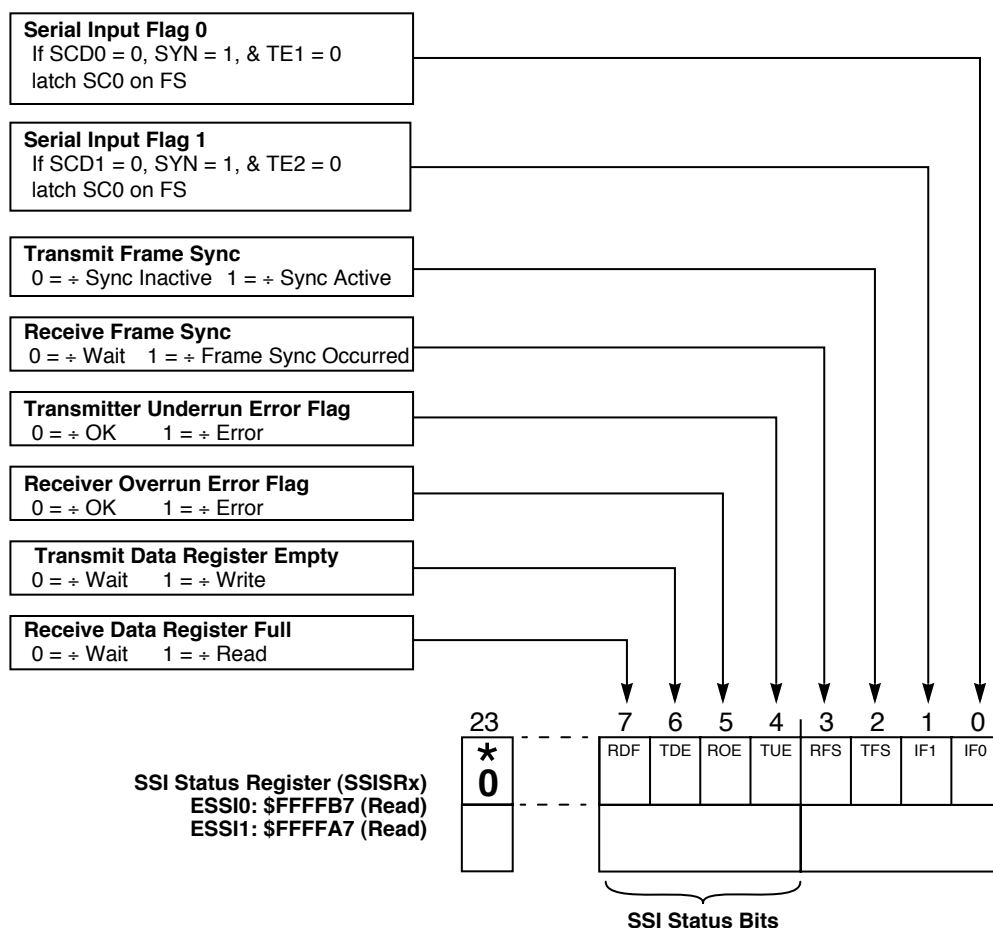 Serial Input Flag 0
If SCD0 = 0, SYN = 1, & TE1 = 0
latch SC0 on FS
Serial Input Flag 1
If SCD1 = 0, SYN = 1, & TE2 = 0
latch SC0 on FS
Transmit Frame Sync
0 = ÷ Sync Inactive 1 = ÷ Sync Active
Receive Frame Sync
0 = ÷ Wait 1 = ÷ Frame Sync Occurred
Transmitter Underrun Error Flag
0 = ÷ OK 1 = ÷ Error
Receiver Overrun Error Flag
0 = ÷ OK 1 = ÷ Error
Transmit Data Register Empty
0 = ÷ Wait 1 = ÷ Write
Receive Data Register Full
0 = ÷ Wait 1 = ÷ Read
23 7 6 5 4 3 2 1 0
* RDF TDE ROE TUE RFS TFS IF1 IF0
0
SSI Status Register (SSISRx)
ESSI0: $FFFFB7 (Read)
ESSI1: $FFFFA7 (Read)
SSI Status Bits